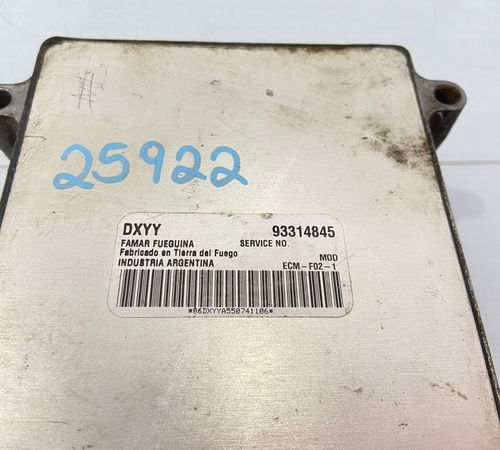 #
25922
DXYY 93314845
FAMAR FUEGUINA SERVICE NO.
Fabricado en Tierra del Fuego MOD
INDUSTRIA ARGENTINA ECM-F02-1
*86DXYYA550741106*